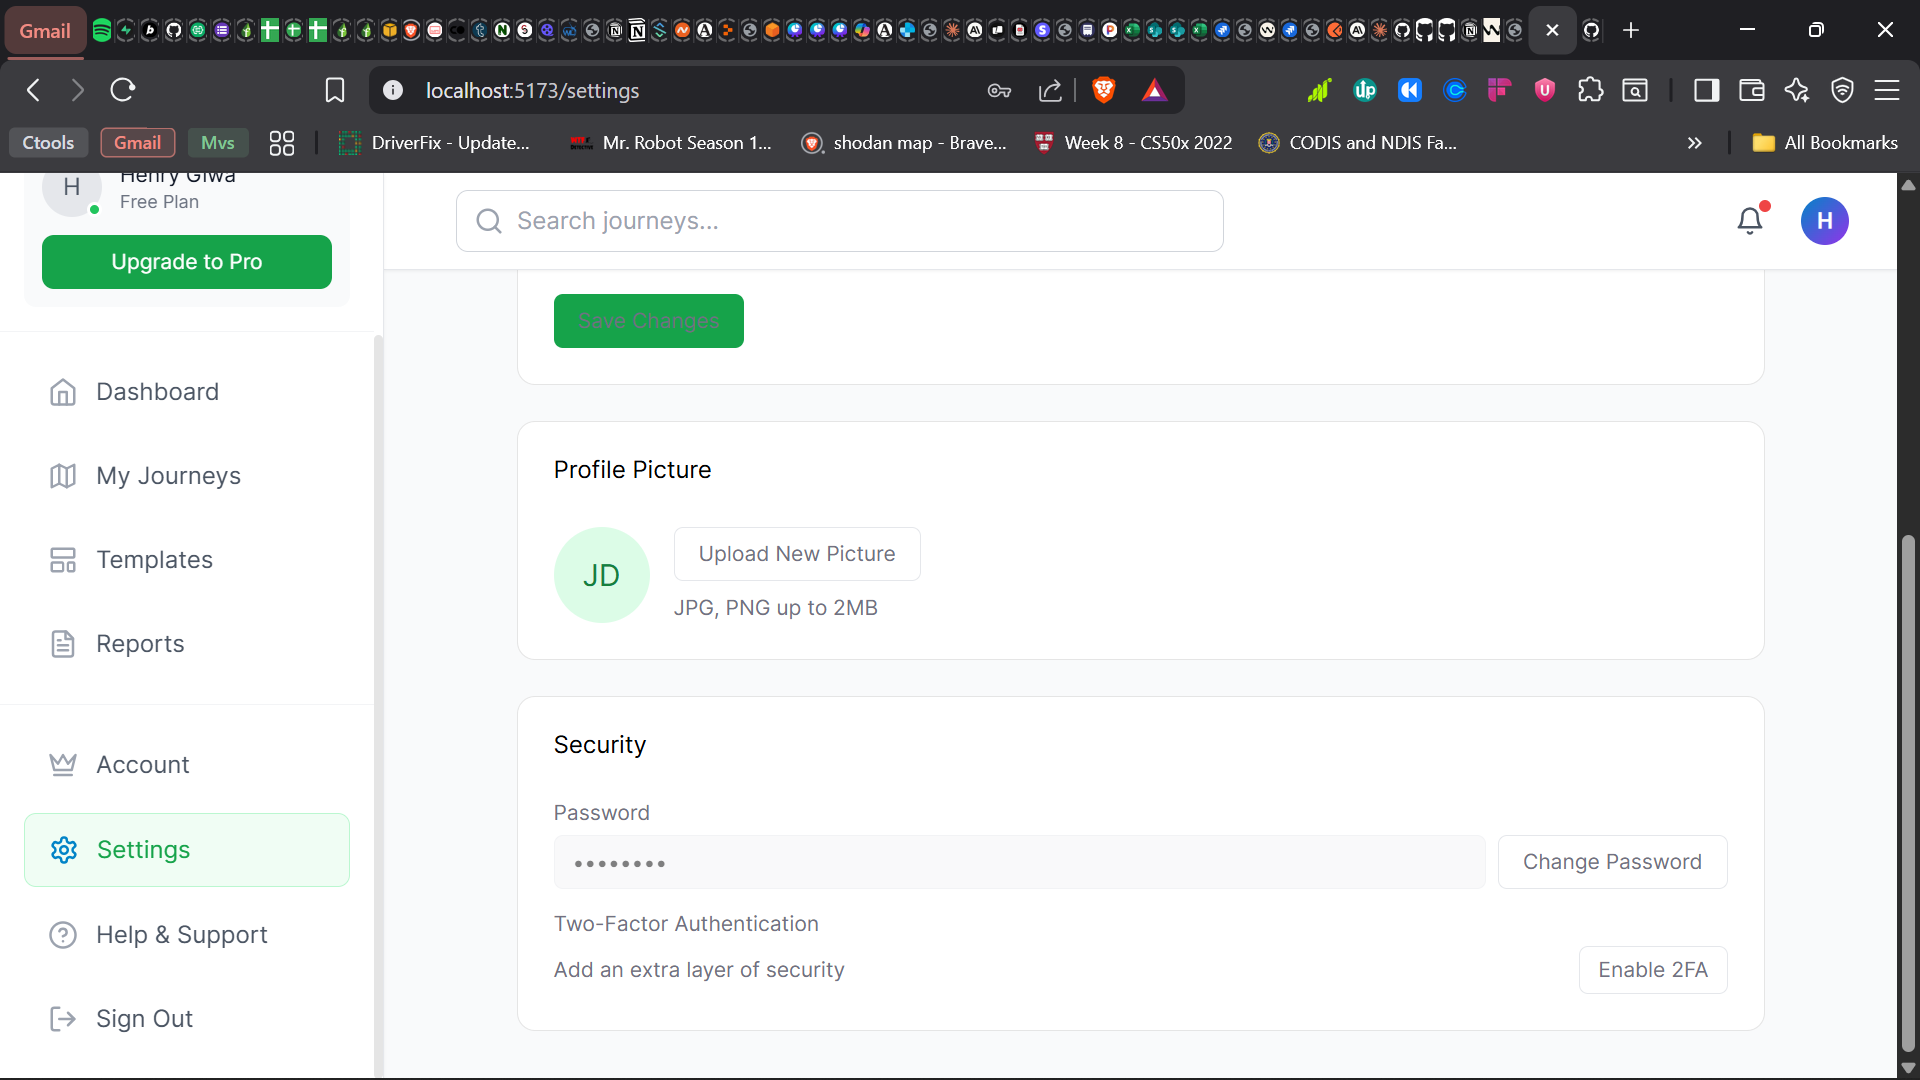 Gmail
localhost:5173/settings
Ctools
Gmail
Mvs
DriverFix - Update...
Mr. Robot Season 1...
shodan map - Brave...
Week 8 - CS50x 2022
CODIS and NDIS Fa...
All Bookmarks
H
Henry Giwa
Free Plan
Upgrade to Pro
Dashboard
My Journeys
Templates
Reports
Account
Settings
Help & Support
Sign Out
Search journeys...
H
Save Changes
Profile Picture
JD
Upload New Picture
JPG, PNG up to 2MB
Security
Password
Change Password
Two-Factor Authentication
Add an extra layer of security
Enable 2FA